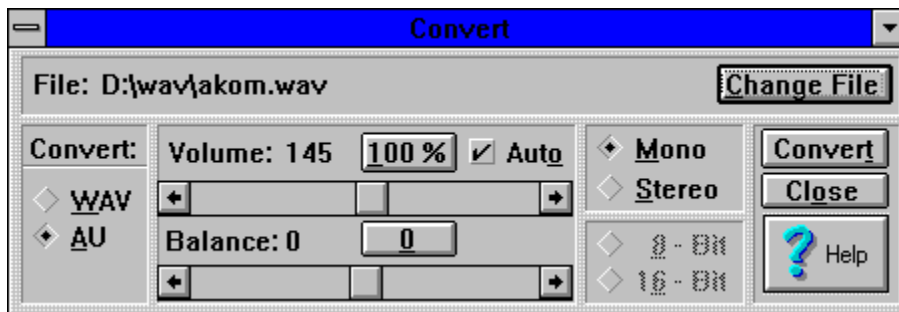 Convert
File: D:\wav\akom.wav
Change File
Convert:
WAV
AU
Volume: 145
100 %
Auto
Balance: 0
0
Mono
Stereo
8 - Bit
16 - Bit
Convert
Close
Help